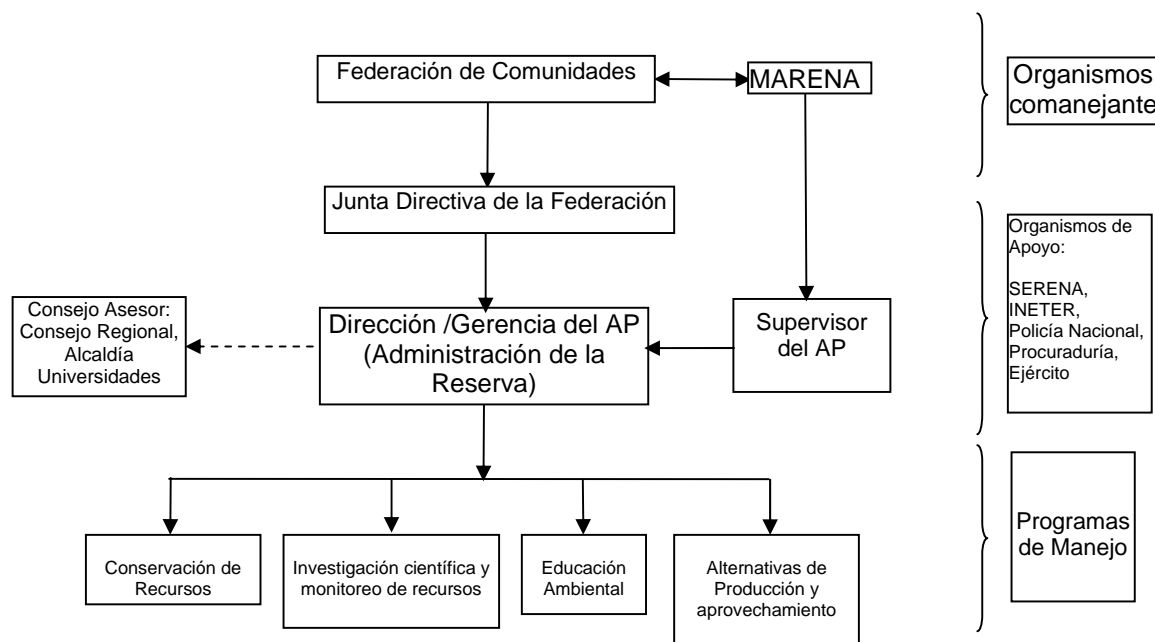 Federación de Comunidades
MARENA
Organismos
comanejante
Junta Directiva de la Federación
Organismos de
Apoyo:
SERENA,
INETER,
Policía Nacional,
Procuraduría,
Ejército
Consejo Asesor:
Consejo Regional,
Alcaldía
Universidades
Dirección /Gerencia del AP
(Administración de la
Reserva)
Supervisor
del AP
Programas
de Manejo
Conservación de
Recursos
Investigación científica y
monitoreo de recursos
Educación
Ambiental
Alternativas de
Producción y
aprovechamiento